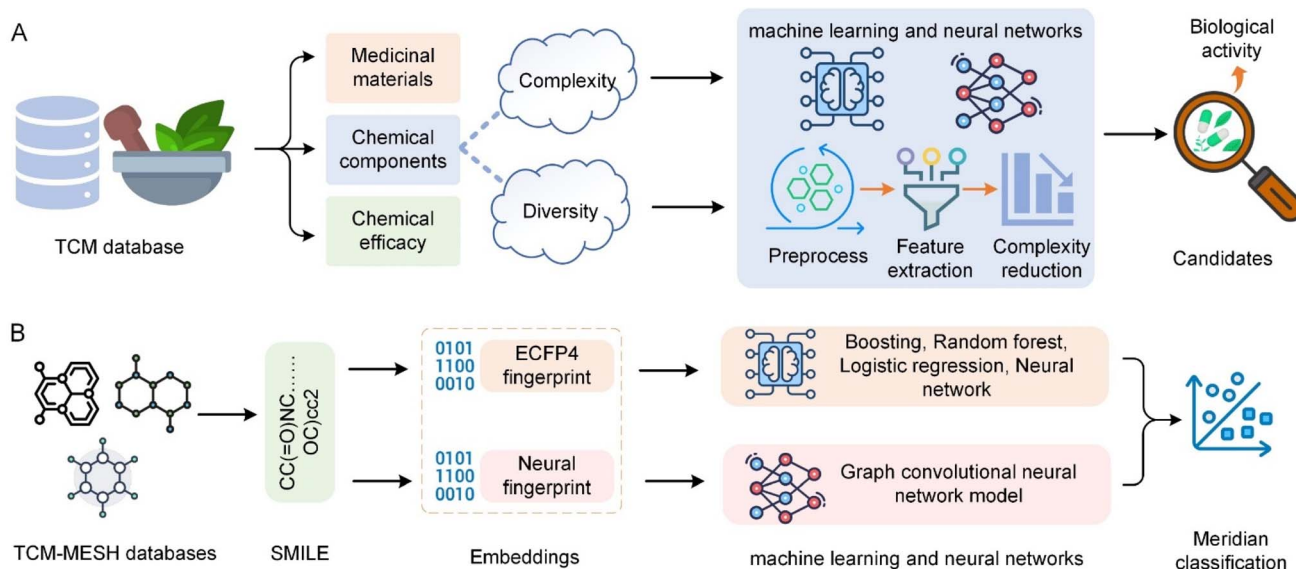 A
TCM database
Medicinal
materials
Chemical
components
Chemical
efficacy
Complexity
Diversity
machine learning and neural networks
Preprocess
Feature
extraction
Complexity
reduction
Biological
activity
Candidates
B
TCM-MESH databases
CC(=O)NC......
OC)cc2
SMILE
0101
1100
0010
ECFP4
fingerprint
0101
1100
0010
Neural
fingerprint
Embeddings
Boosting, Random forest,
Logistic regression, Neural
network
Graph convolutional neural
network model
machine learning and neural networks
Meridian
classification